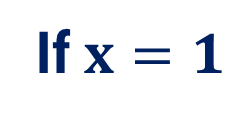 If x = 1